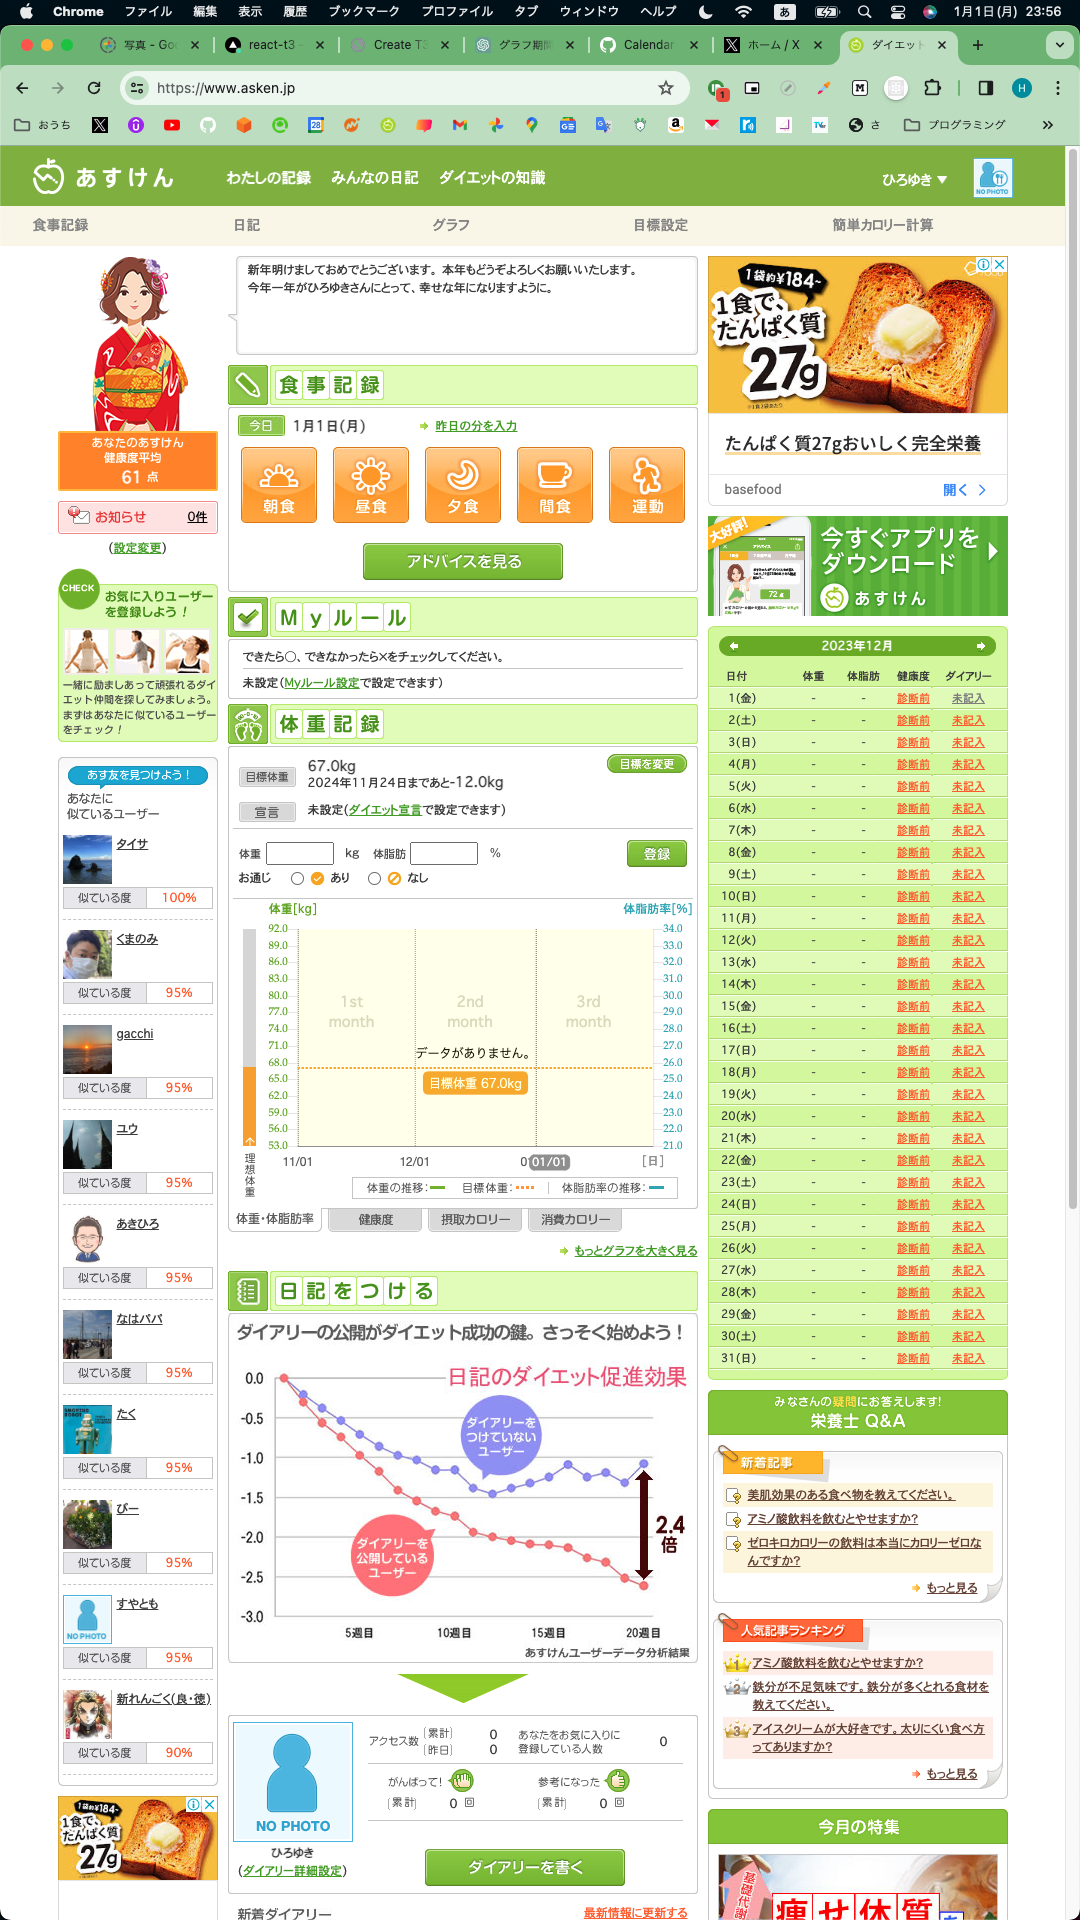 Chrome ファイル 編集 表示 履歴 ブックマーク プロファイル タブ ウィンドウ ヘルプ あ 1月1日(月) 23:56
写真 - Goo react-t3 - Create T3 グラフ期間 Calendar ホーム / X ダイエット
https://www.asken.jp
おうち さ プログラミング
あすけん わたしの記録 みんなの日記 ダイエットの知識 ひろゆき▼ NO PHOTO
食事記録 日記 グラフ 目標設定 簡単カロリー計算
新年明けましておめでとうございます。本年もどうぞよろしくお願いいたします。
今年一年がひろゆきさんにとって、幸せな年になりますように。
あなたのあすけん
健康度平均
61 点
お知らせ 0件
(設定変更)
CHECK
お気に入りユーザー
を登録しよう！
一緒に励ましあって頑張れるダイ
エット仲間を探してみましょう。
まずはあなたに似ているユーザー
をチェック！
あす友を見つけよう！
あなたに
似ているユーザー
タイサ
似ている度 100%
くまのみ
似ている度 95%
gacchi
似ている度 95%
ユウ
似ている度 95%
あきひろ
似ている度 95%
なはパパ
似ている度 95%
たく
似ている度 95%
ぴー
似ている度 95%
NO PHOTO
すやとも
似ている度 95%
新れんごく(良・徳)
似ている度 90%
1袋約¥184~
1食で、
たんぱく質
27g
食事記録
今日 1月1日(月) 昨日の分を入力
朝食 昼食 夕食 間食 運動
アドバイスを見る
Myルール
できたら○、できなかったら×をチェックしてください。
未設定(Myルール設定で設定できます)
体重記録
目標体重 67.0kg
2024年11月24日まであと-12.0kg
目標を変更
宣言 未設定(ダイエット宣言で設定できます)
体重 kg 体脂肪 %
登録
お通じ あり なし
体重[kg] 体脂肪率[%]
92.0 34.0
89.0 33.0
86.0 32.0
83.0 31.0
80.0 30.0
77.0 29.0
74.0 28.0
71.0 27.0
68.0 26.0
65.0 25.0
62.0 24.0
59.0 23.0
56.0 22.0
53.0 21.0
1st month
2nd month
3rd month
データがありません。
目標体重 67.0kg
理想体重
11/01 12/01 01/01 [日]
体重の推移: 目標体重: 体脂肪率の推移:
体重・体脂肪率 健康度 摂取カロリー 消費カロリー
もっとグラフを大きく見る
日記をつける
ダイアリーの公開がダイエット成功の鍵。さっそく始めよう！
日記のダイエット促進効果
0.0
-0.5
-1.0
-1.5
-2.0
-2.5
-3.0
ダイアリーを
つけていない
ユーザー
ダイアリーを
公開している
ユーザー
2.4
倍
5週目 10週目 15週目 20週目
あすけんユーザーデータ分析結果
NO PHOTO
ひろゆき
(ダイアリー詳細設定)
アクセス数 (累計) 0
(昨日) 0
あなたをお気に入りに
登録している人数 0
がんばって！
(累計) 0 回
参考になった
(累計) 0 回
ダイアリーを書く
新着ダイアリー 最新情報に更新する
1袋約¥184~
1食で、
たんぱく質
27g
たんぱく質27gおいしく完全栄養
basefood 開く
大好評!
今すぐアプリを
ダウンロード
あすけん
アドバイス
72点
2023年12月
日付 体重 体脂肪 健康度 ダイアリー
1(金) - - 診断前 未記入
2(土) - - 診断前 未記入
3(日) - - 診断前 未記入
4(月) - - 診断前 未記入
5(火) - - 診断前 未記入
6(水) - - 診断前 未記入
7(木) - - 診断前 未記入
8(金) - - 診断前 未記入
9(土) - - 診断前 未記入
10(日) - - 診断前 未記入
11(月) - - 診断前 未記入
12(火) - - 診断前 未記入
13(水) - - 診断前 未記入
14(木) - - 診断前 未記入
15(金) - - 診断前 未記入
16(土) - - 診断前 未記入
17(日) - - 診断前 未記入
18(月) - - 診断前 未記入
19(火) - - 診断前 未記入
20(水) - - 診断前 未記入
21(木) - - 診断前 未記入
22(金) - - 診断前 未記入
23(土) - - 診断前 未記入
24(日) - - 診断前 未記入
25(月) - - 診断前 未記入
26(火) - - 診断前 未記入
27(水) - - 診断前 未記入
28(木) - - 診断前 未記入
29(金) - - 診断前 未記入
30(土) - - 診断前 未記入
31(日) - - 診断前 未記入
みなさんの疑問にお答えします!
栄養士 Q&A
新着記事
美肌効果のある食べ物を教えてください。
アミノ酸飲料を飲むとやせますか?
ゼロキロカロリーの飲料は本当にカロリーゼロな
んですか?
もっと見る
人気記事ランキング
1 アミノ酸飲料を飲むとやせますか?
2 鉄分が不足気味です。鉄分が多くとれる食材を
教えてください。
3 アイスクリームが大好きです。太りにくい食べ方
ってありますか?
もっと見る
今月の特集
基礎代謝
痩せ体質